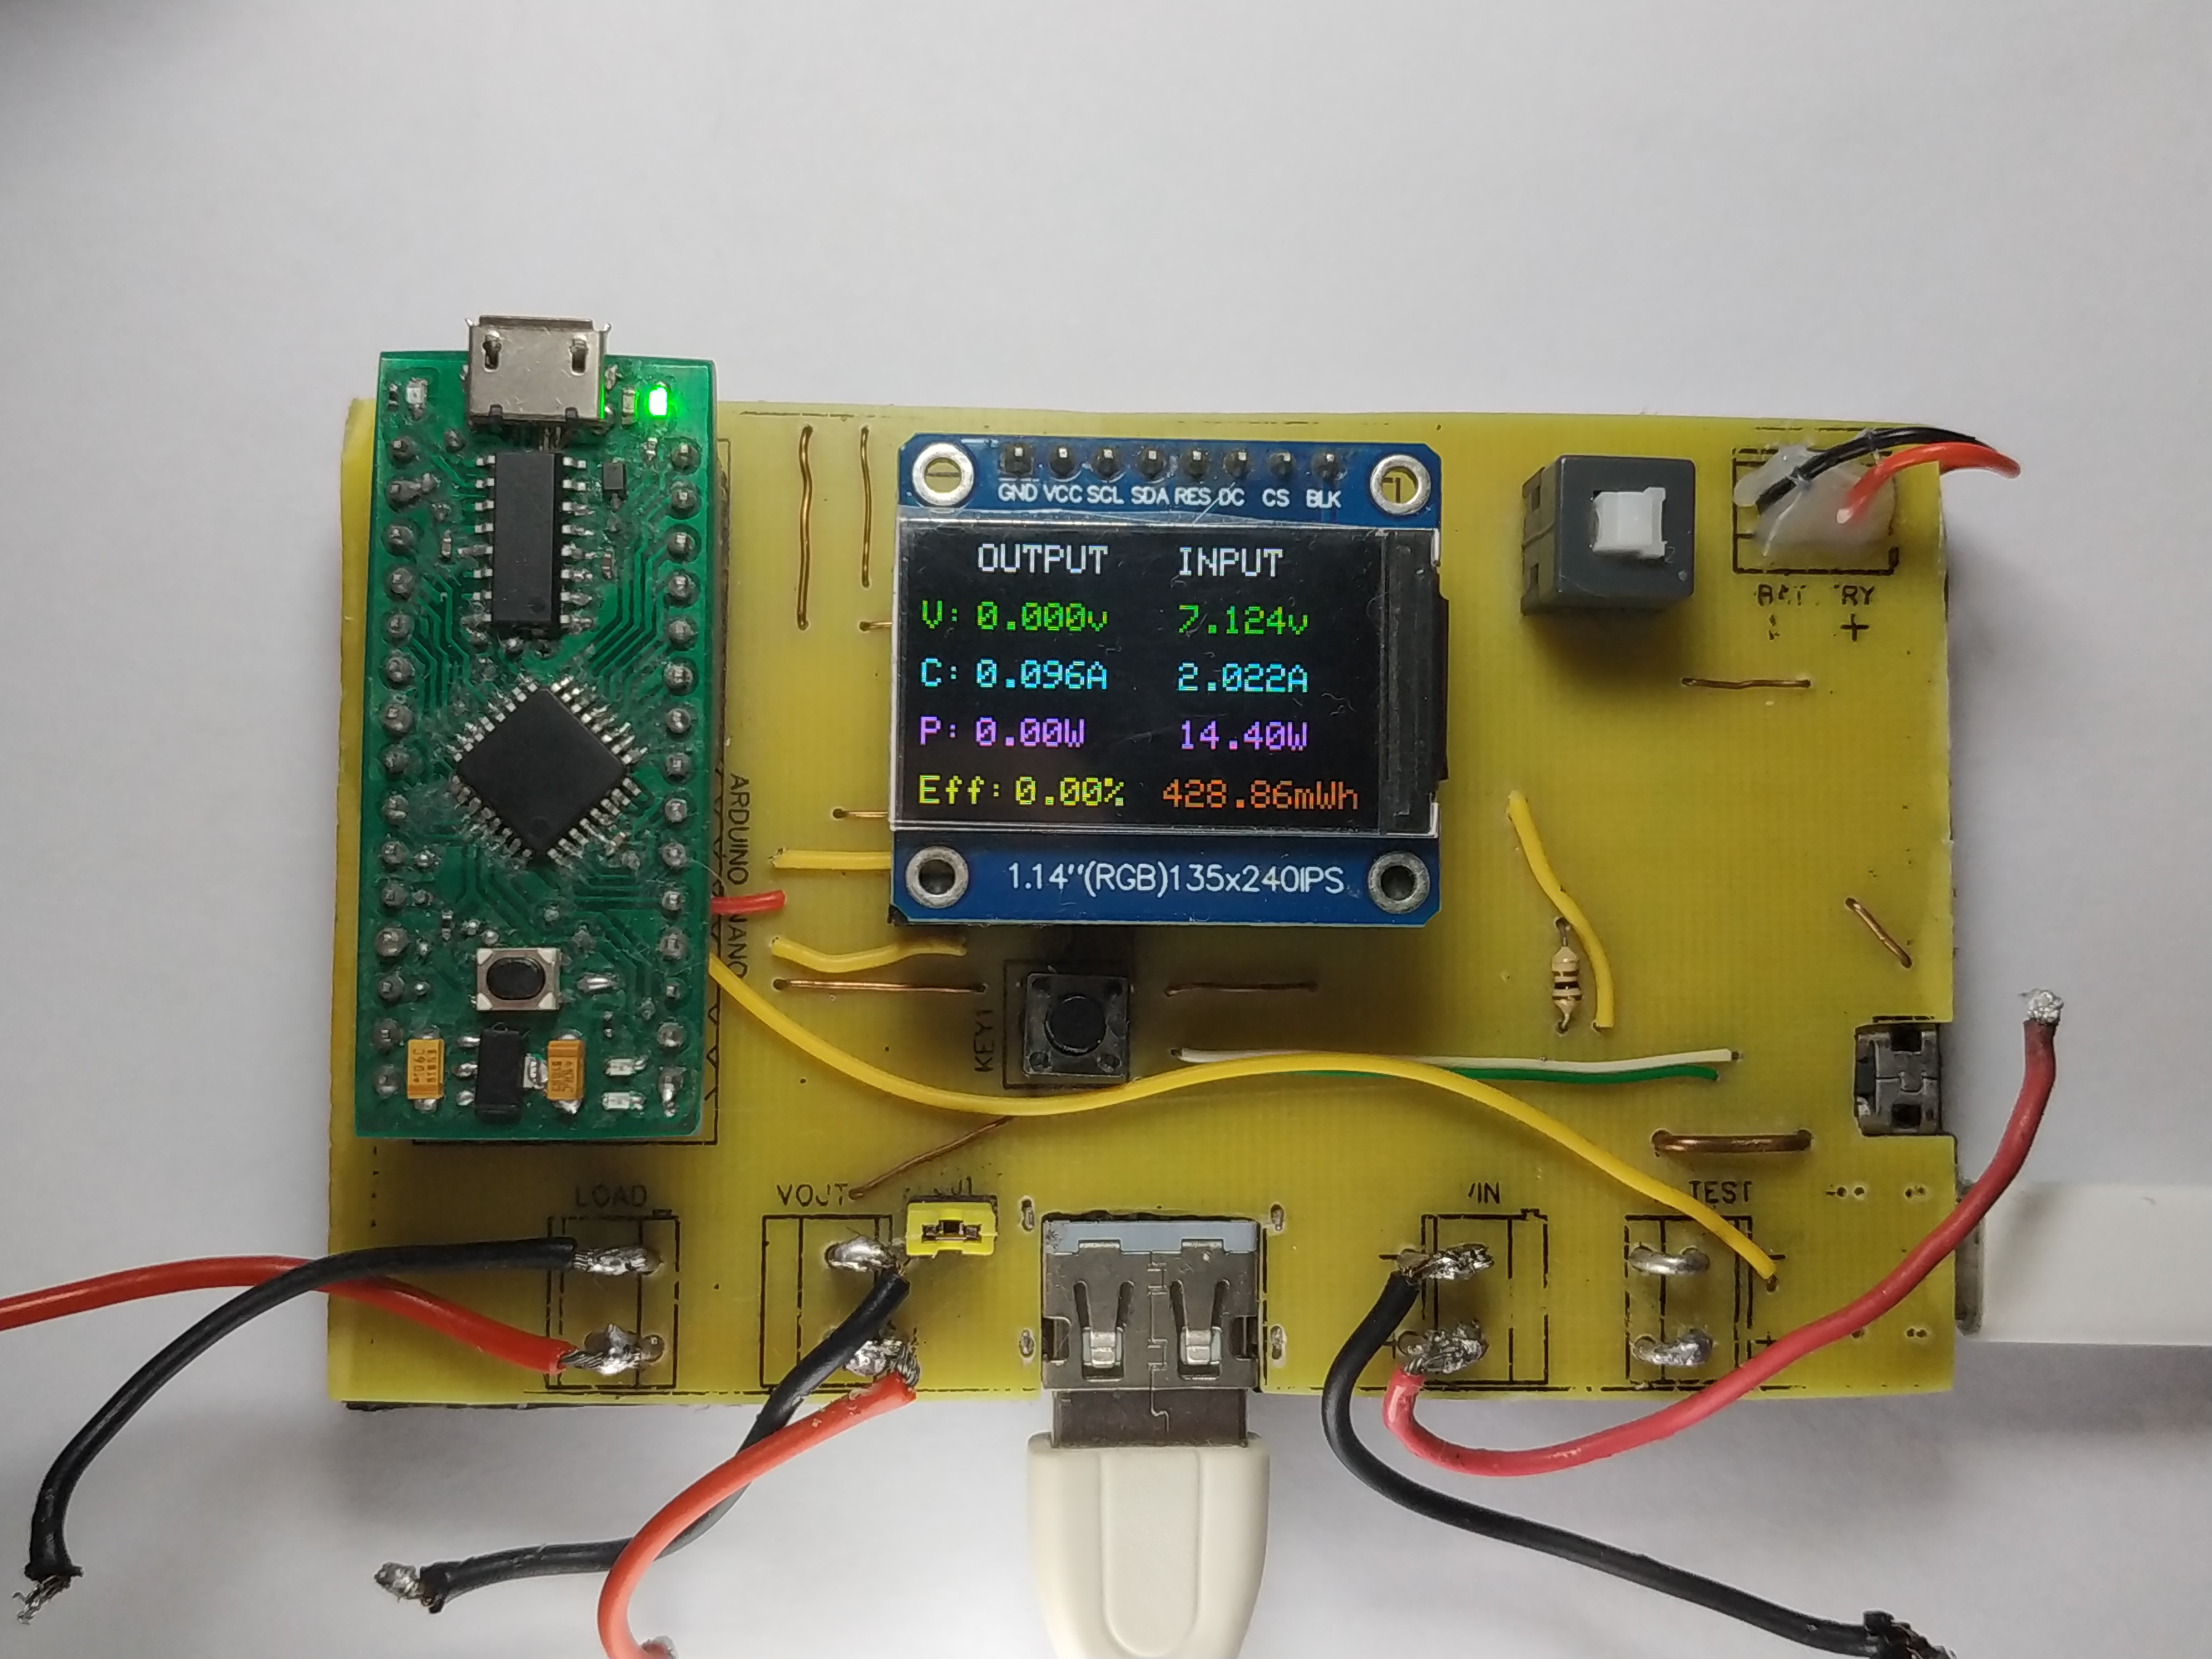 GND VCC SCL SDA RES DC CS BLK
OUTPUT INPUT
V: 0.000v 7.124v
C: 0.096A 2.022A
P: 0.00W 14.40W
Eff: 0.00% 428.86mWh
1.14"(RGB)135x240IPS
+
ARDUINO NANO
KEY1
LOAD
VOUT
TEST